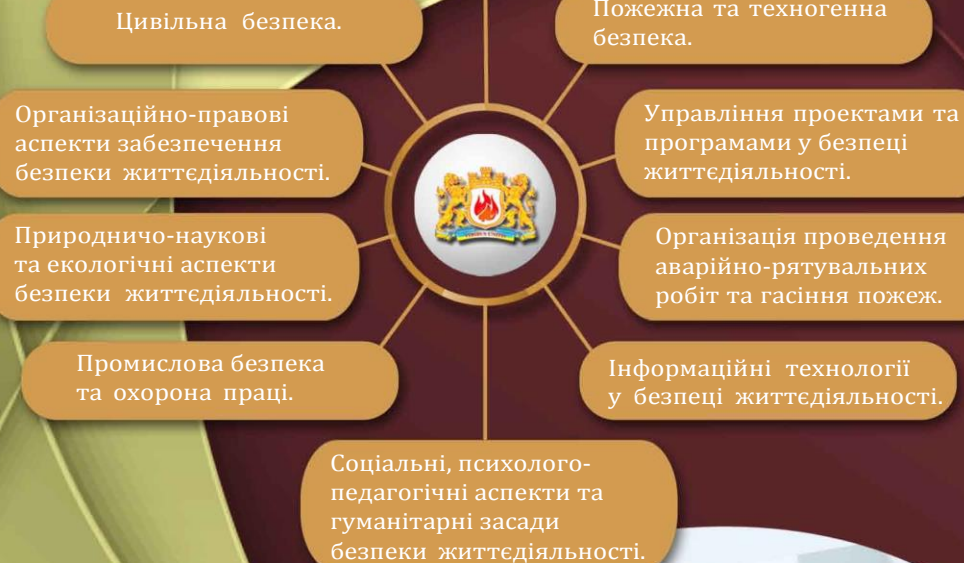 Цивільна безпека.
Пожежна та техногенна
безпека.
Організаційно-правові
аспекти забезпечення
безпеки життєдіяльності.
Управління проектами та
програмами у безпеці
життєдіяльності.
Природничо-наукові
та екологічні аспекти
безпеки життєдіяльності.
Організація проведення
аварійно-рятувальних
робіт та гасіння пожеж.
Промислова безпека
та охорона праці.
Інформаційні технології
у безпеці життєдіяльності.
Соціальні, психолого-
педагогічні аспекти та
гуманітарні засади
безпеки життєдіяльності.